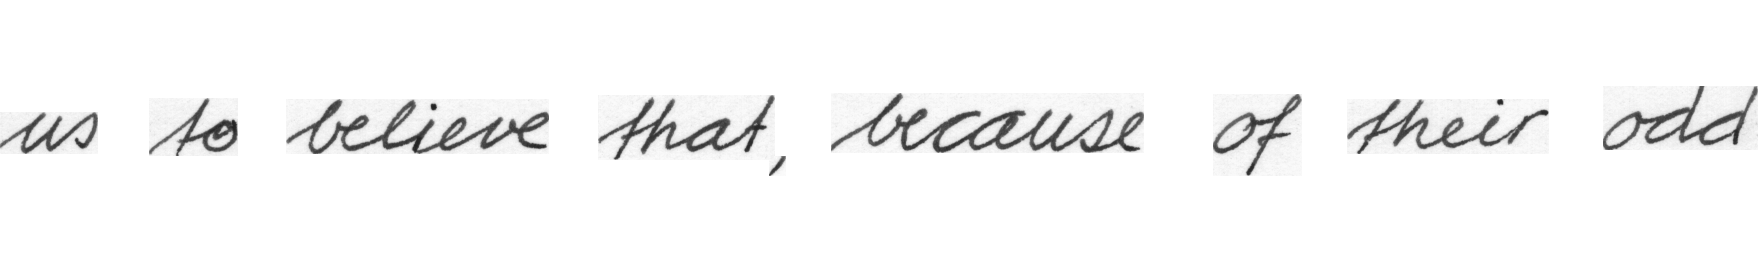 us to believe that, because of their odd